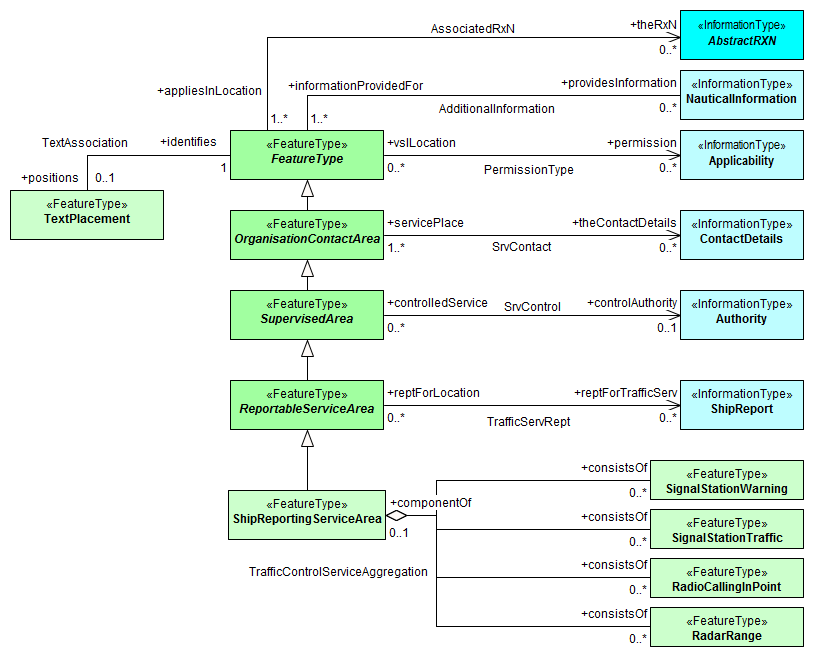 AssociatedRxN
+theRxN
0..*
«InformationType»
AbstractRXN
+appliesInLocation
1..*
+informationProvidedFor
1..*
AdditionalInformation
+providesInformation
0..*
«InformationType»
NauticalInformation
TextAssociation
+identifies
1
+positions
0..1
«FeatureType»
TextPlacement
«FeatureType»
FeatureType
+vslLocation
0..*
PermissionType
+permission
0..*
«InformationType»
Applicability
«FeatureType»
OrganisationContactArea
+servicePlace
1..*
SrvContact
+theContactDetails
0..*
«InformationType»
ContactDetails
«FeatureType»
SupervisedArea
+controlledService
0..*
SrvControl
+controlAuthority
0..1
«InformationType»
Authority
«FeatureType»
ReportableServiceArea
+reptForLocation
0..*
TrafficServRept
+reptForTrafficServ
0..*
«InformationType»
ShipReport
«FeatureType»
ShipReportingServiceArea
+componentOf
0..1
TrafficControlServiceAggregation
+consistsOf
0..*
«FeatureType»
SignalStationWarning
+consistsOf
0..*
«FeatureType»
SignalStationTraffic
+consistsOf
0..*
«FeatureType»
RadioCallingInPoint
+consistsOf
0..*
«FeatureType»
RadarRange